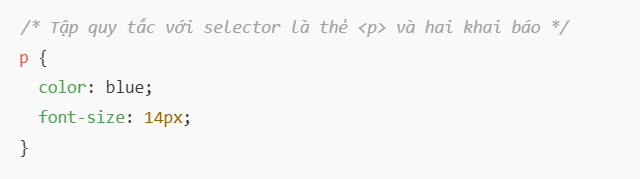 /* Tập quy tắc với selector là thẻ <p> và hai khai báo */
p {
  color: blue;
  font-size: 14px;
}